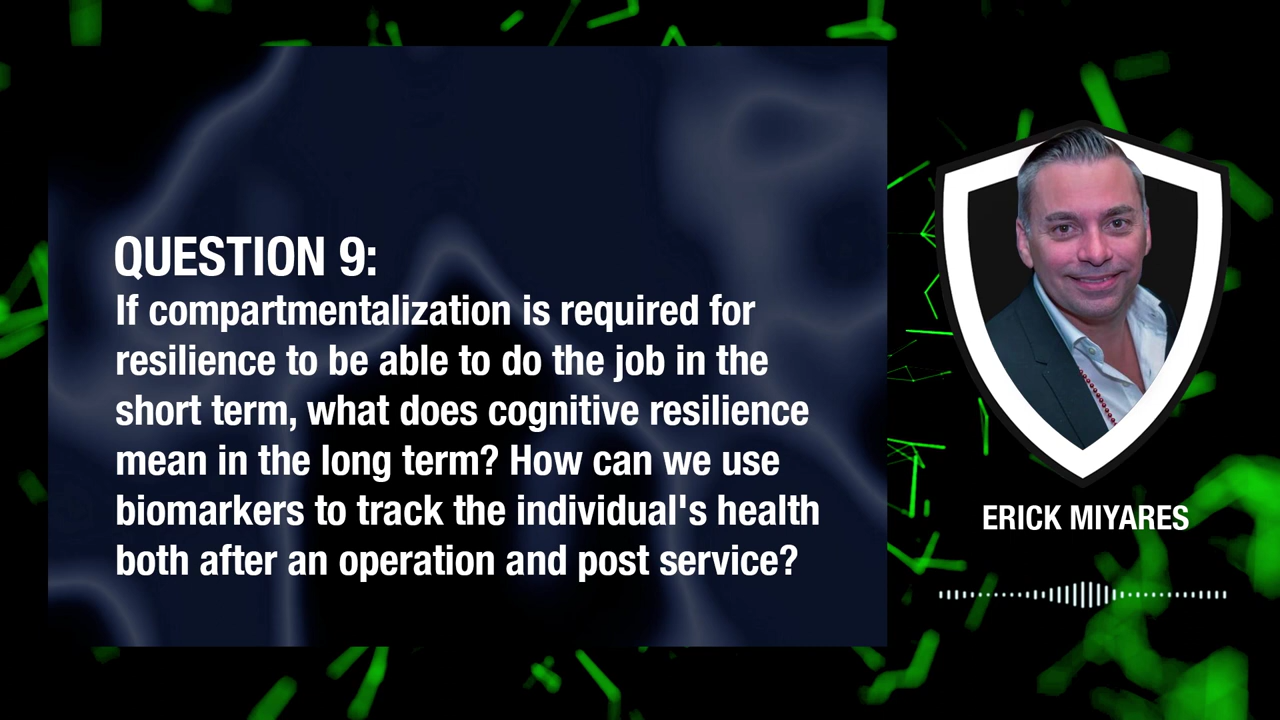 QUESTION 9:
If compartmentalization is required for
resilience to be able to do the job in the
short term, what does cognitive resilience
mean in the long term? How can we use
biomarkers to track the individual's health
both after an operation and post service?
ERICK MIYARES